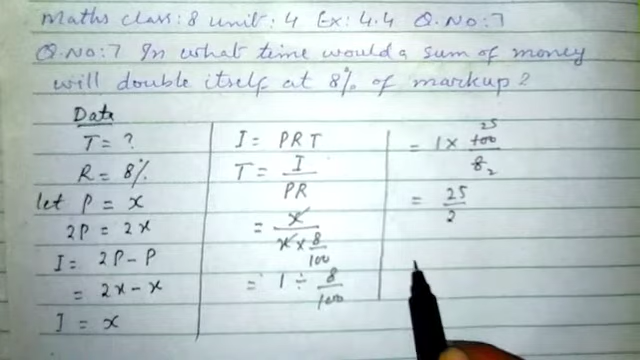 Maths class: 8 unit: 4 Ex: 4.4 Q.No: 7
Q.No: 7 In what time would a sum of money
will double itself at 8% of markup?
Data
T = ?
R = 8%
let P = x
2P = 2x
I = 2P - P
= 2x - x
I = x
I = PRT
T = I / PR
= x / x × 8/100
= 1 ÷ 8/100
= 1 × 100 25 / 8 2
= 25/2